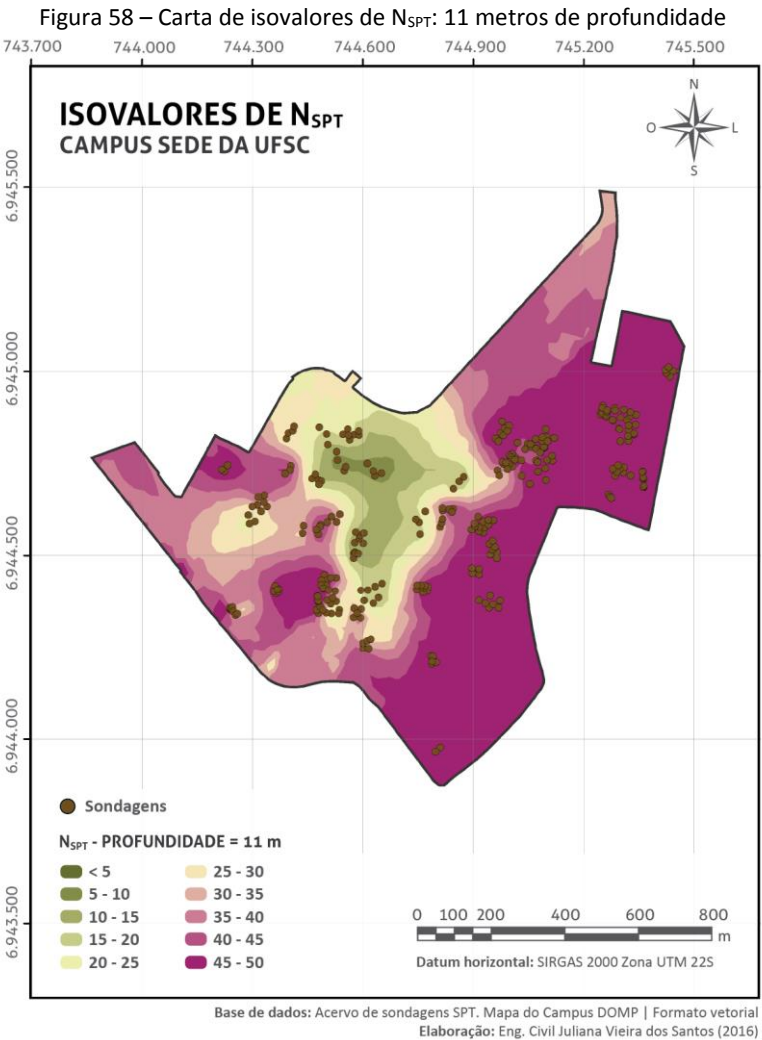 Figura 58 – Carta de isovalores de NSPT: 11 metros de profundidade
743.700 744.000 744.300 744.600 744.900 745.200 745.500
ISOVALORES DE NSPT
CAMPUS SEDE DA UFSC
N
O L
S
6.945.500
6.945.000
6.944.500
6.944.000
6.943.500
Sondagens
NSPT - PROFUNDIDADE = 11 m
< 5 25 - 30
5 - 10 30 - 35
10 - 15 35 - 40
15 - 20 40 - 45
20 - 25 45 - 50
0 100 200 400 600 800
m
Datum horizontal: SIRGAS 2000 Zona UTM 22S
Base de dados: Acervo de sondagens SPT. Mapa do Campus DOMP | Formato vetorial
Elaboração: Eng. Civil Juliana Vieira dos Santos (2016)